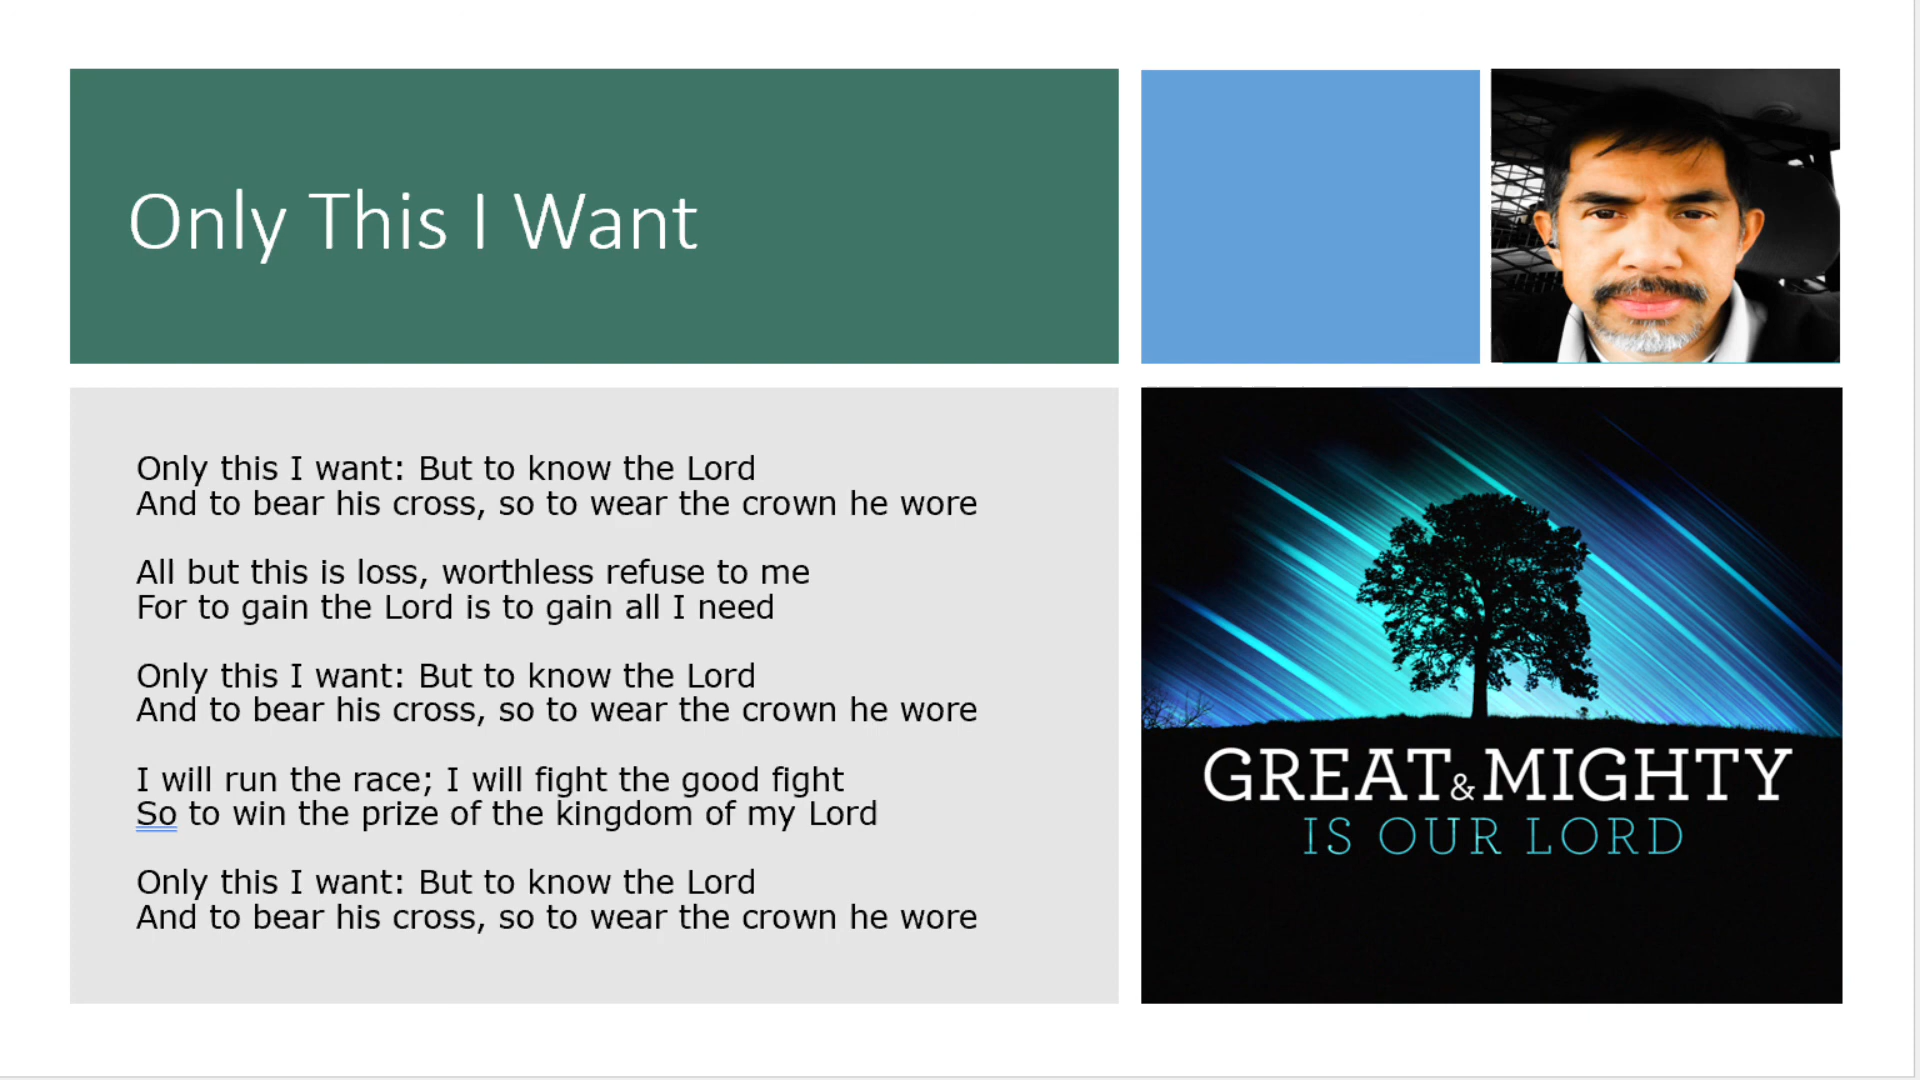 Only This I Want
Only this I want: But to know the Lord
And to bear his cross, so to wear the crown he wore
All but this is loss, worthless refuse to me
For to gain the Lord is to gain all I need
Only this I want: But to know the Lord
And to bear his cross, so to wear the crown he wore
I will run the race; I will fight the good fight
So to win the prize of the kingdom of my Lord
Only this I want: But to know the Lord
And to bear his cross, so to wear the crown he wore
GREAT & MIGHTY
IS OUR LORD